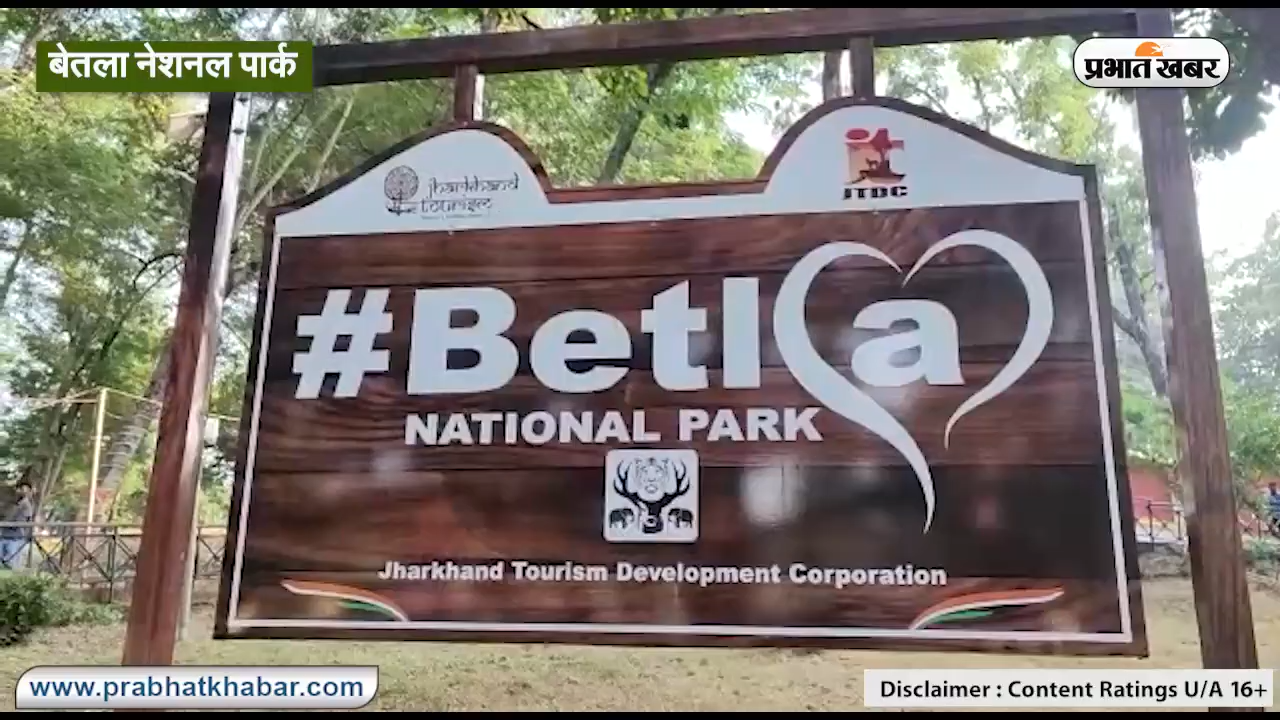 बेतला नेशनल पार्क
प्रभात खबर
jharkhand
tourism
JTDC
#Betla
NATIONAL PARK
Jharkhand Tourism Development Corporation
www.prabhatkhabar.com
Disclaimer : Content Ratings U/A 16+